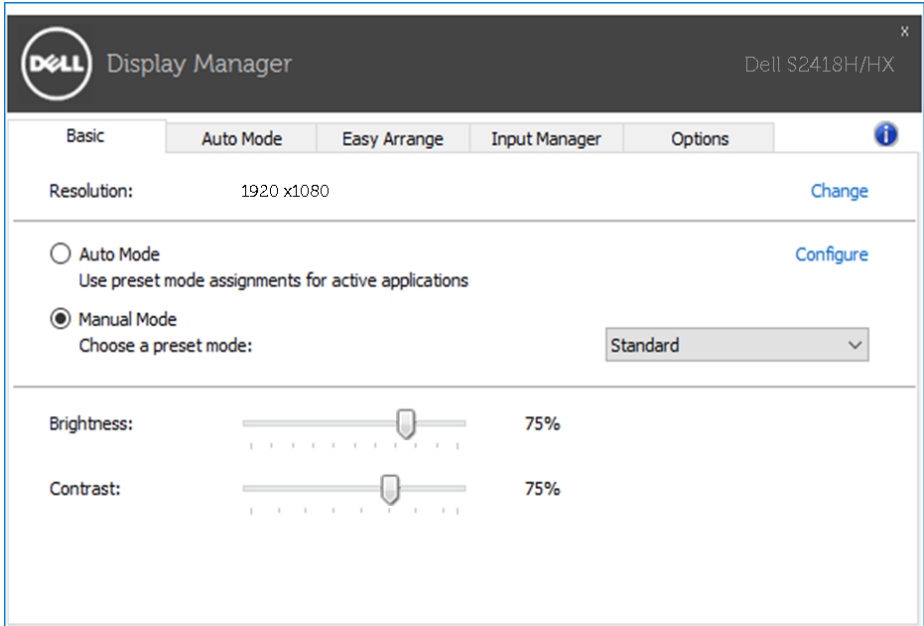 X
DELL Display Manager
Dell S2418H/HX
Basic Auto Mode Easy Arrange Input Manager Options i
Resolution: 1920 x1080 Change
Auto Mode Configure
Use preset mode assignments for active applications
Manual Mode
Choose a preset mode: Standard
Brightness: 75%
Contrast: 75%